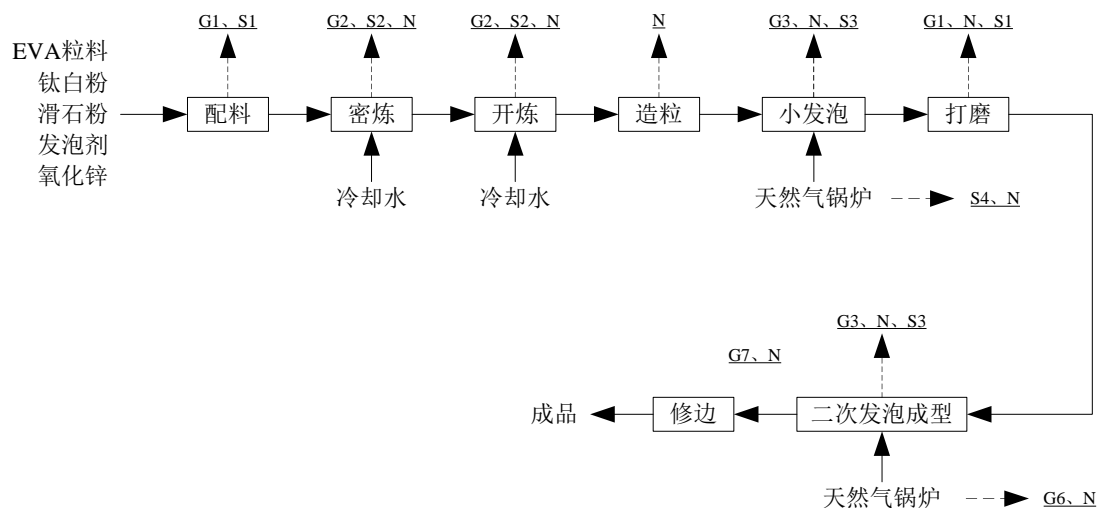 G1、S1
G2、S2、N
G2、S2、N
N
G3、N、S3
G1、N、S1
EVA粒料
钛白粉
滑石粉
发泡剂
氧化锌
配料
密炼
开炼
造粒
小发泡
打磨
冷却水
冷却水
天然气锅炉
S4、N
G3、N、S3
G7、N
成品
修边
二次发泡成型
天然气锅炉
G6、N